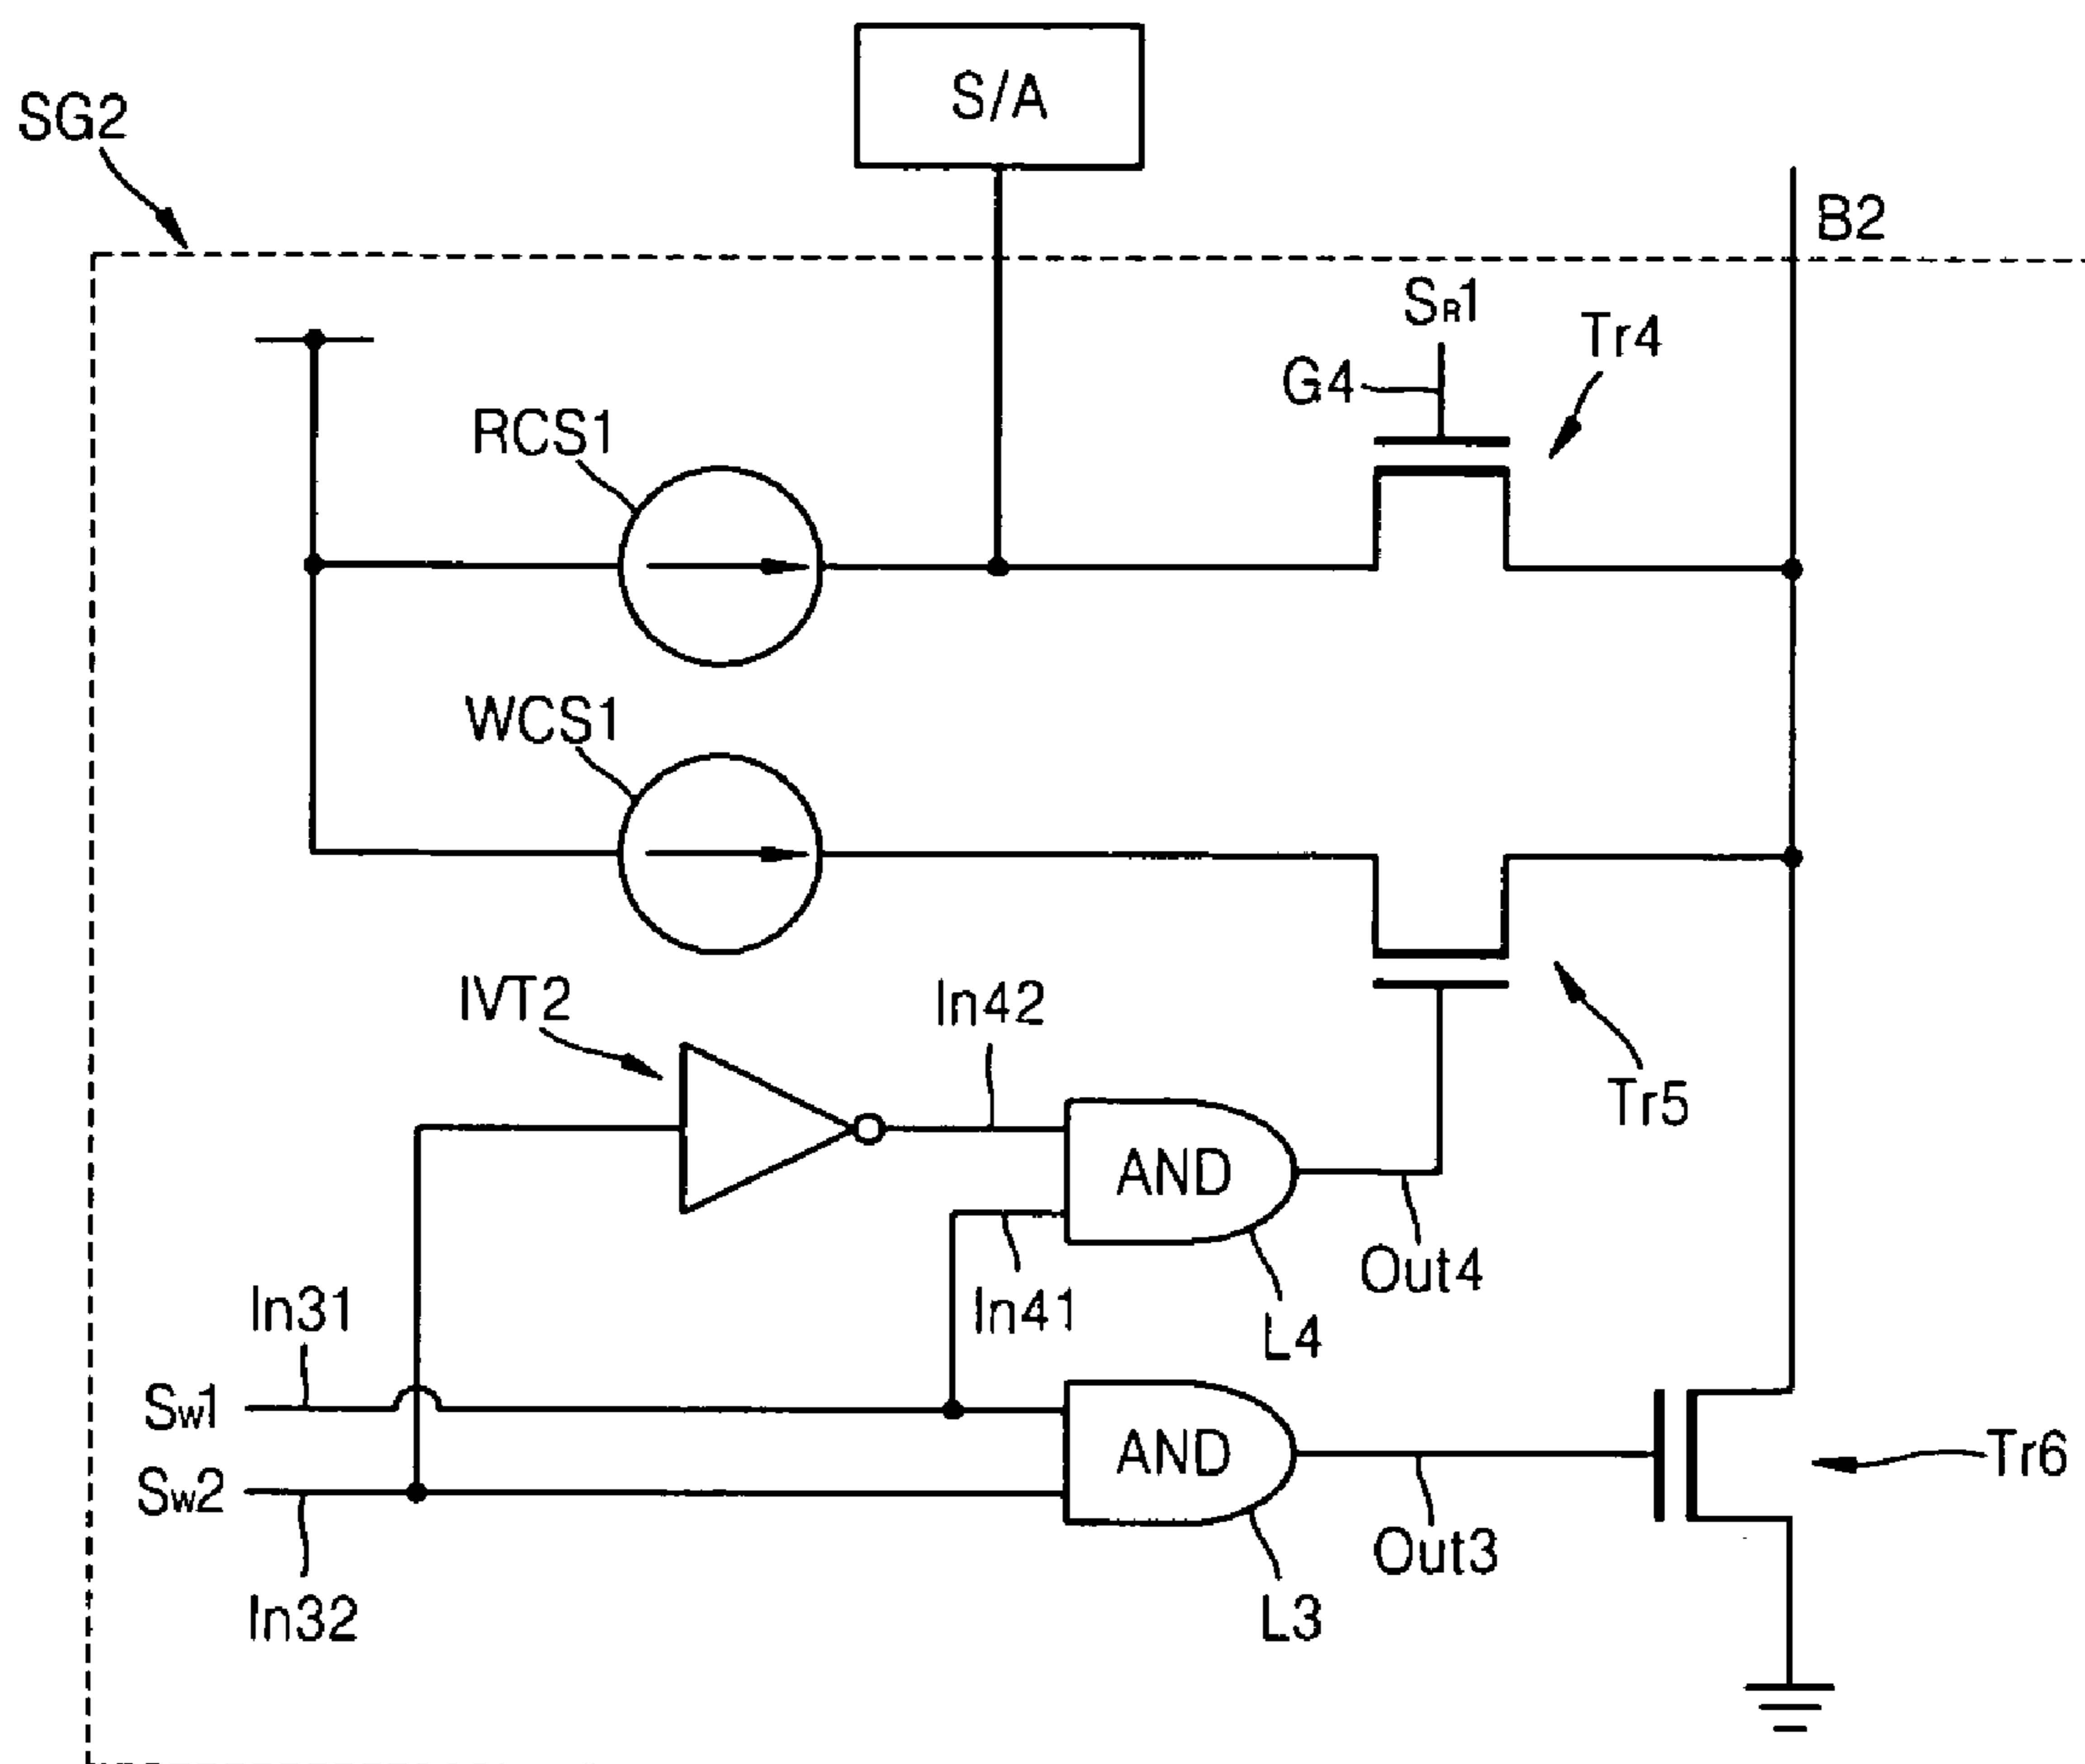 S/A
SG2
B2
SR1
Tr4
G4
RCS1
WCS1
IVT2
In42
Tr5
AND
Out4
In41
In31
L4
Sw1
AND
Tr6
Sw2
Out3
In32
L3